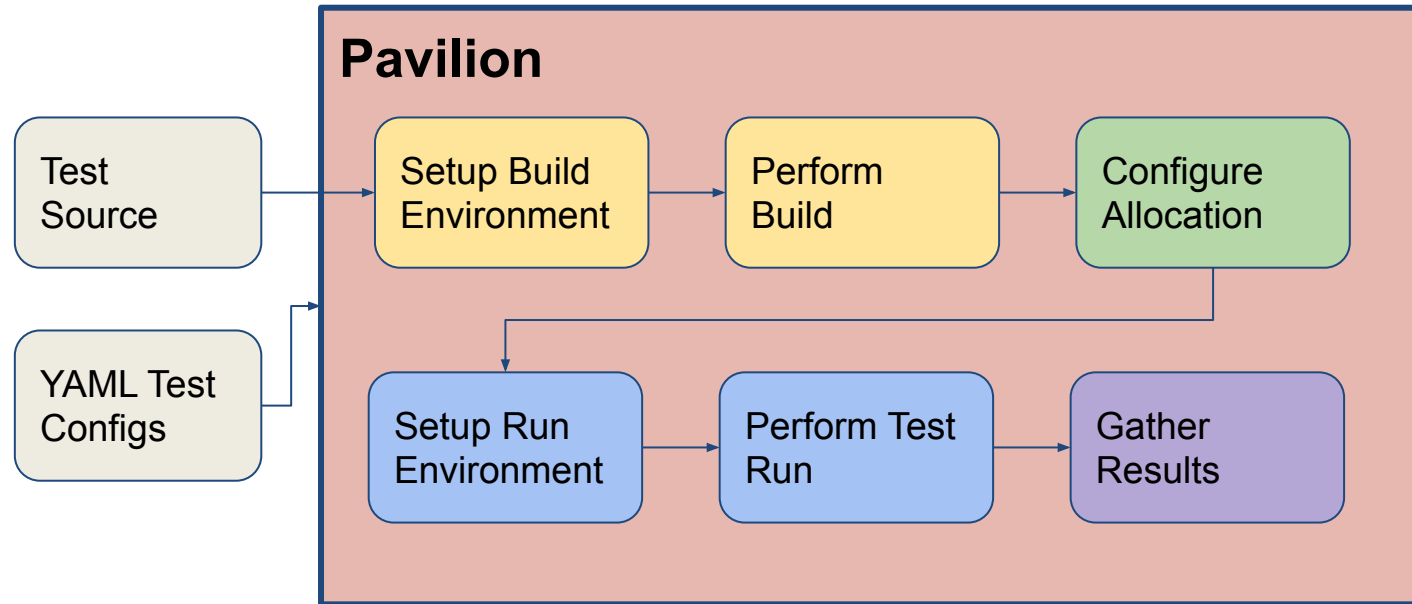 Pavilion
Test
Source
Setup Build
Environment
Perform
Build
Configure
Allocation
YAML Test
Configs
Setup Run
Environment
Perform Test
Run
Gather
Results